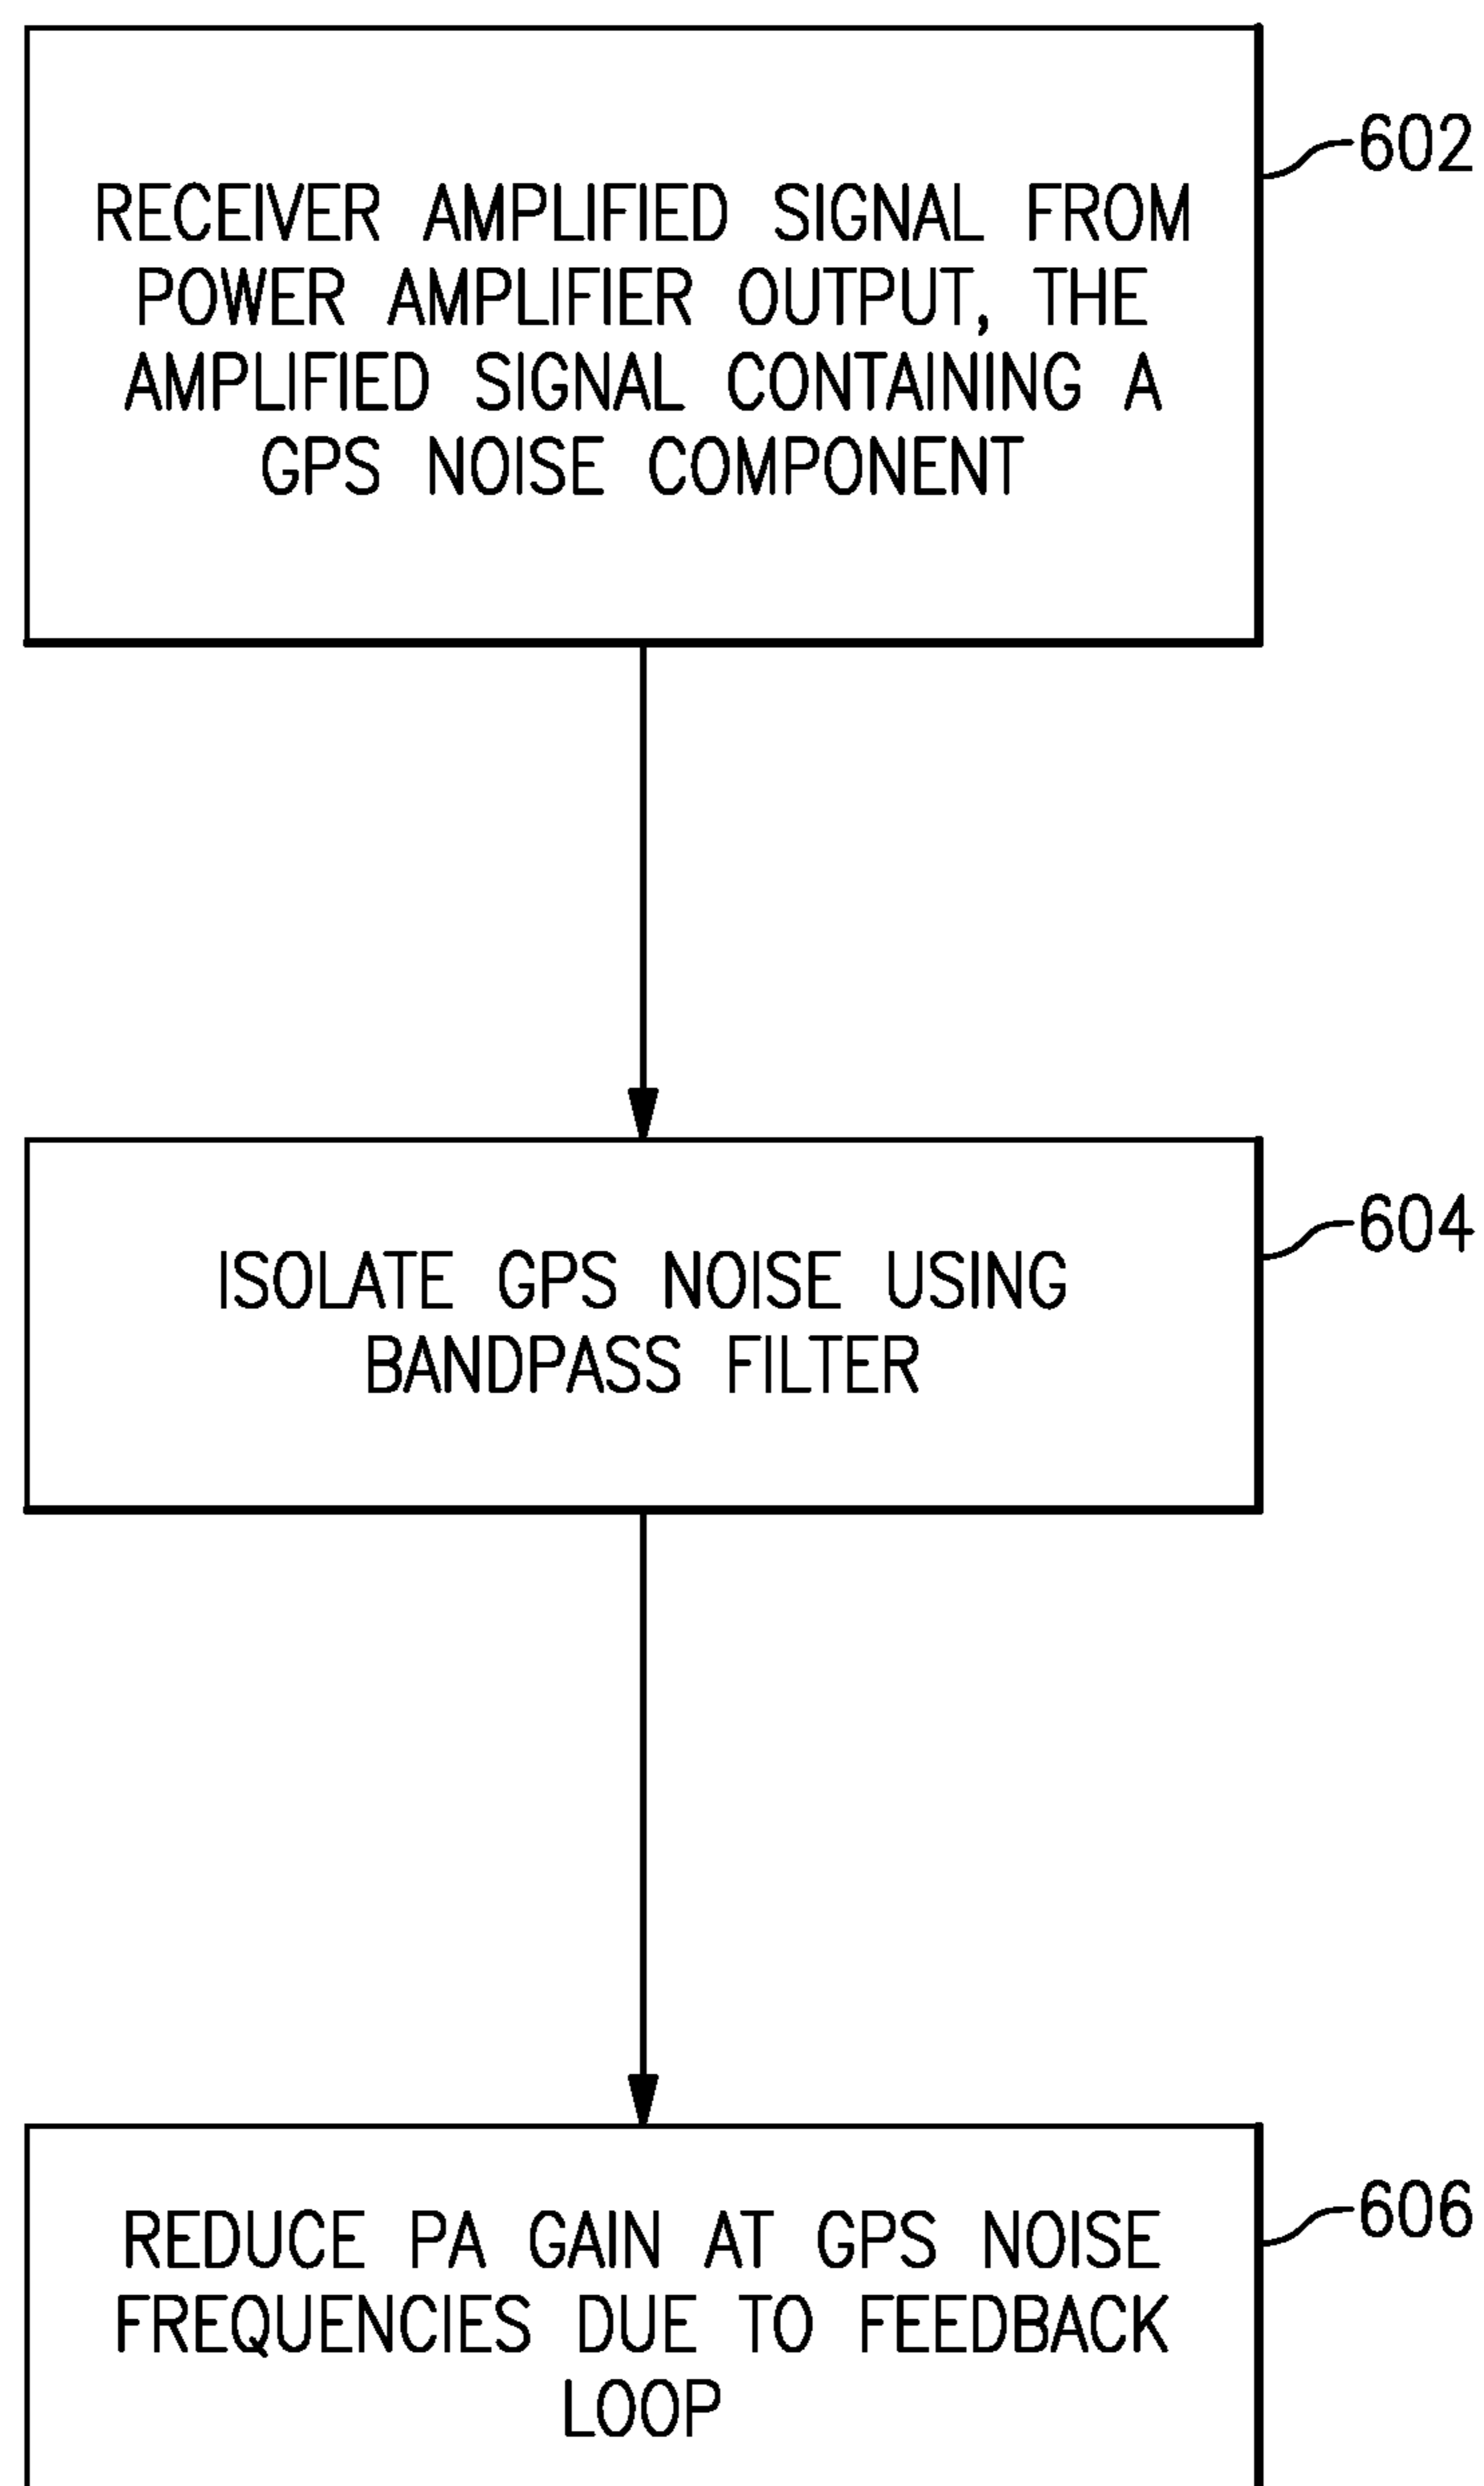 RECEIVER AMPLIFIED SIGNAL FROM
POWER AMPLIFIER OUTPUT, THE
AMPLIFIED SIGNAL CONTAINING A
GPS NOISE COMPONENT
602
ISOLATE GPS NOISE USING
BANDPASS FILTER
604
REDUCE PA GAIN AT GPS NOISE
FREQUENCIES DUE TO FEEDBACK
LOOP
606